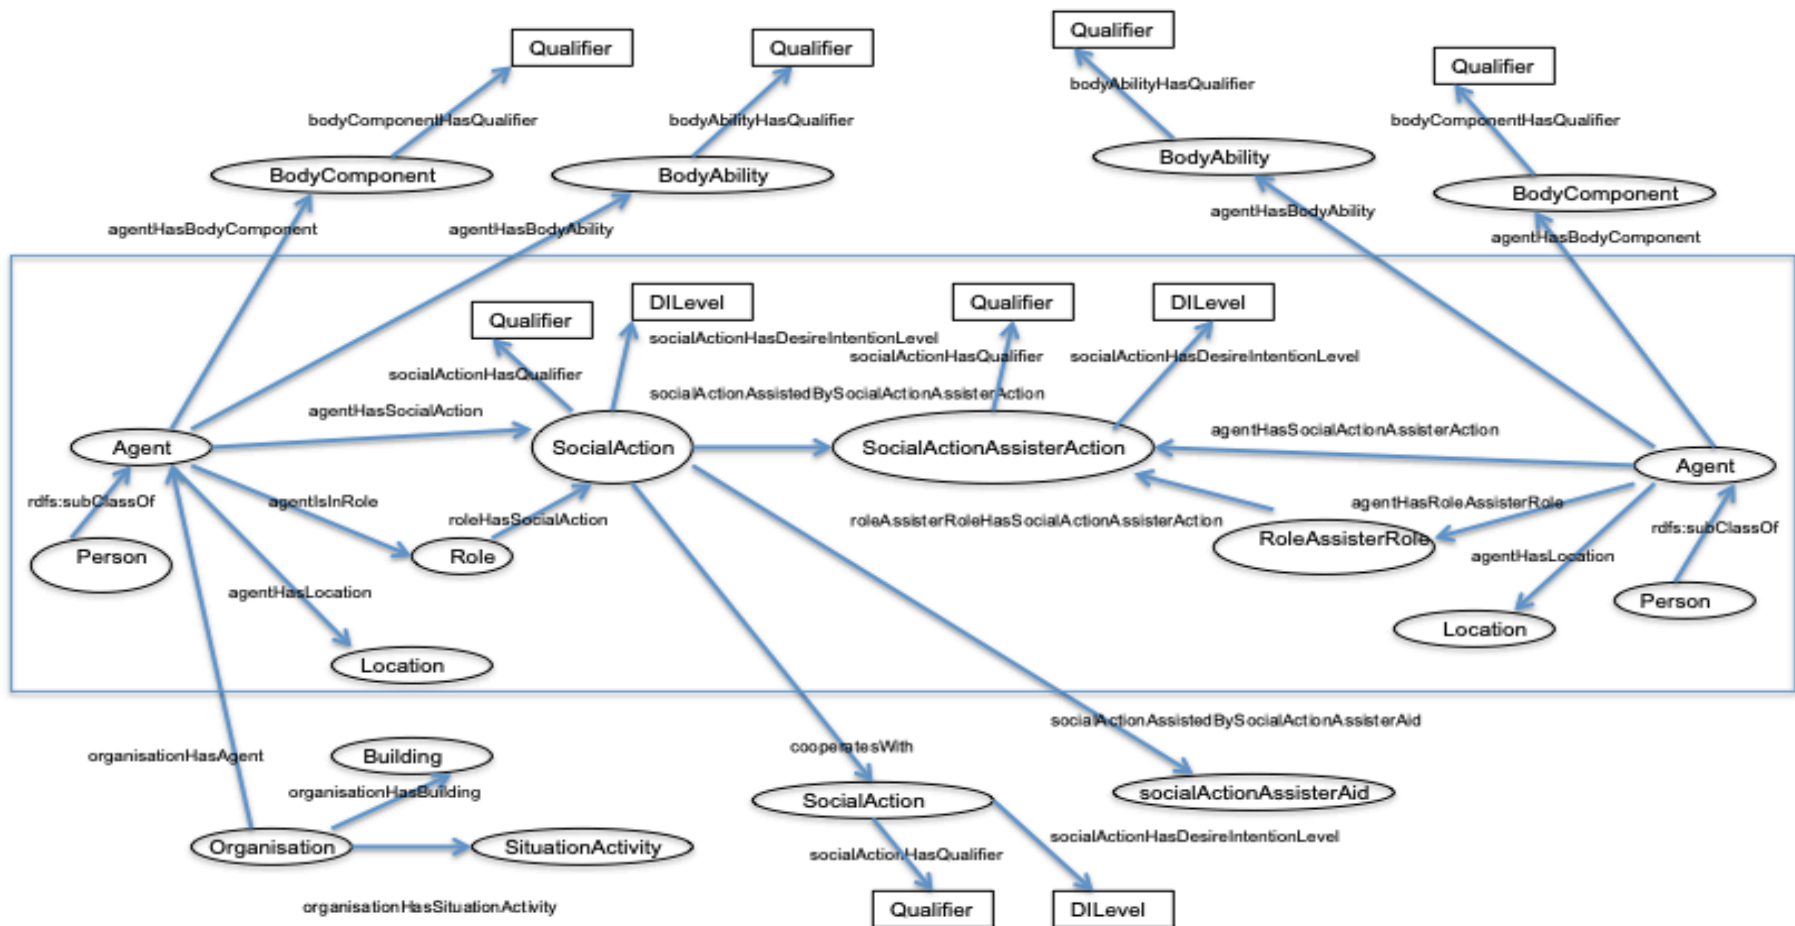 Qualifier
Qualifier
Qualifier
Qualifier
bodyAbilityHasQualifier
bodyComponentHasQualifier
bodyAbilityHasQualifier
bodyComponentHasQualifier
BodyComponent
BodyAbility
BodyAbility
BodyComponent
agentHasBodyComponent
agentHasBodyAbility
agentHasBodyAbility
agentHasBodyComponent
Qualifier
DILevel
Qualifier
DILevel
socialActionHasDesireIntentionLevel
socialActionHasQualifier
socialActionHasQualifier
socialActionHasDesireIntentionLevel
agentHasSocialAction
socialActionAssistedBySocialActionAssisterAction
agentHasSocialActionAssisterAction
Agent
SocialAction
SocialActionAssisterAction
Agent
rdfs:subClassOf
agentIsInRole
roleHasSocialAction
roleAssisterRoleHasSocialActionAssisterAction
agentHasRoleAssisterRole
rdfs:subClassOf
Person
Role
RoleAssisterRole
agentHasLocation
agentHasLocation
Person
Location
Location
organisationHasAgent
Building
cooperatesWith
socialActionAssistedBySocialActionAssisterAid
organisationHasBuilding
SocialAction
socialActionAssisterAid
Organisation
SituationActivity
socialActionHasQualifier
socialActionHasDesireIntentionLevel
organisationHasSituationActivity
Qualifier
DILevel